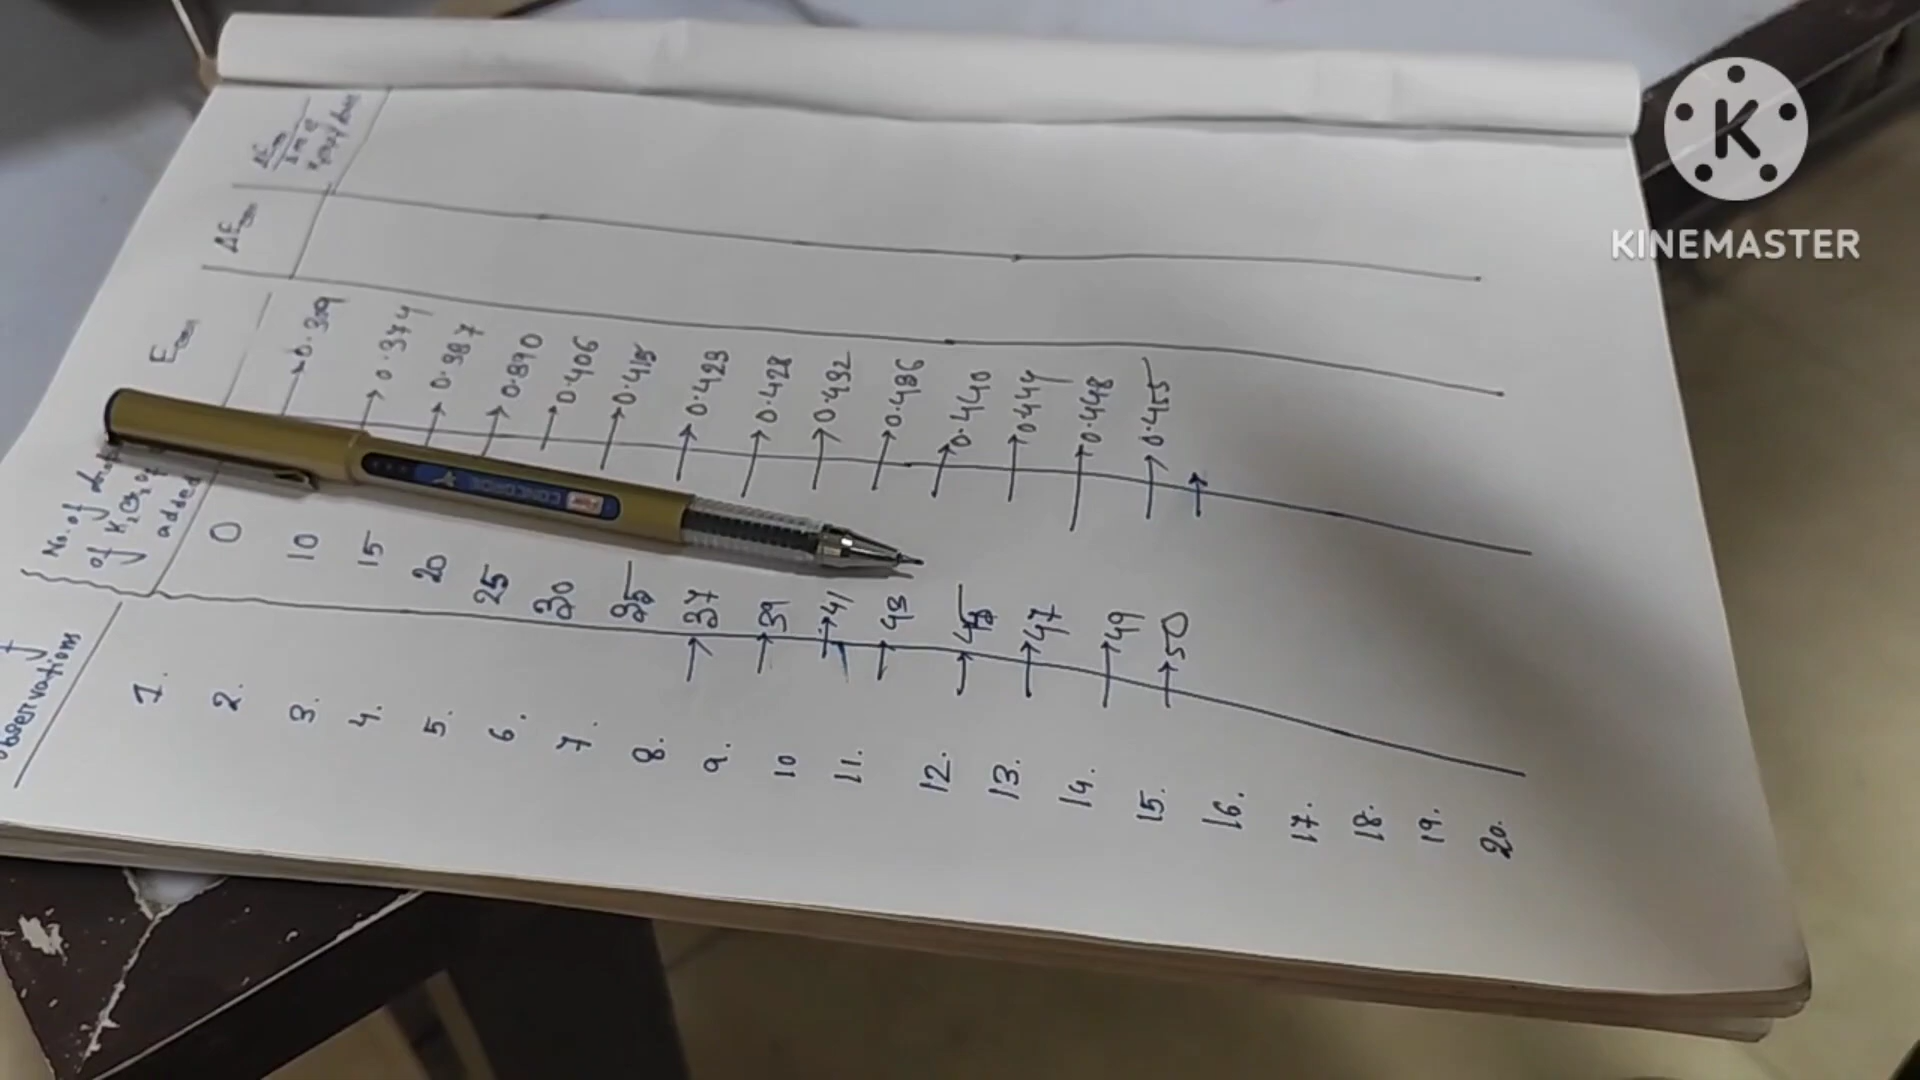 observations
No. of drops
of K₂Cr₂O₇
added
Ecell
ΔEcell
1. 0 → 0.309
2. 10 → 0.374
3. 15 → 0.387
4. 20 → 0.390
5. 25 → 0.406
6. 30 → 0.415
7. 35 → 0.423
8. → 37 → 0.428
9. → 39 → 0.432
10 → 41 → 0.436
11. → 43 → 0.440
12. → 45 → 0.444
13. → 47 → 0.448
14. → 49 → 0.455
15. → 50 →
16.
17.
18.
19.
20.
K
KINEMASTER